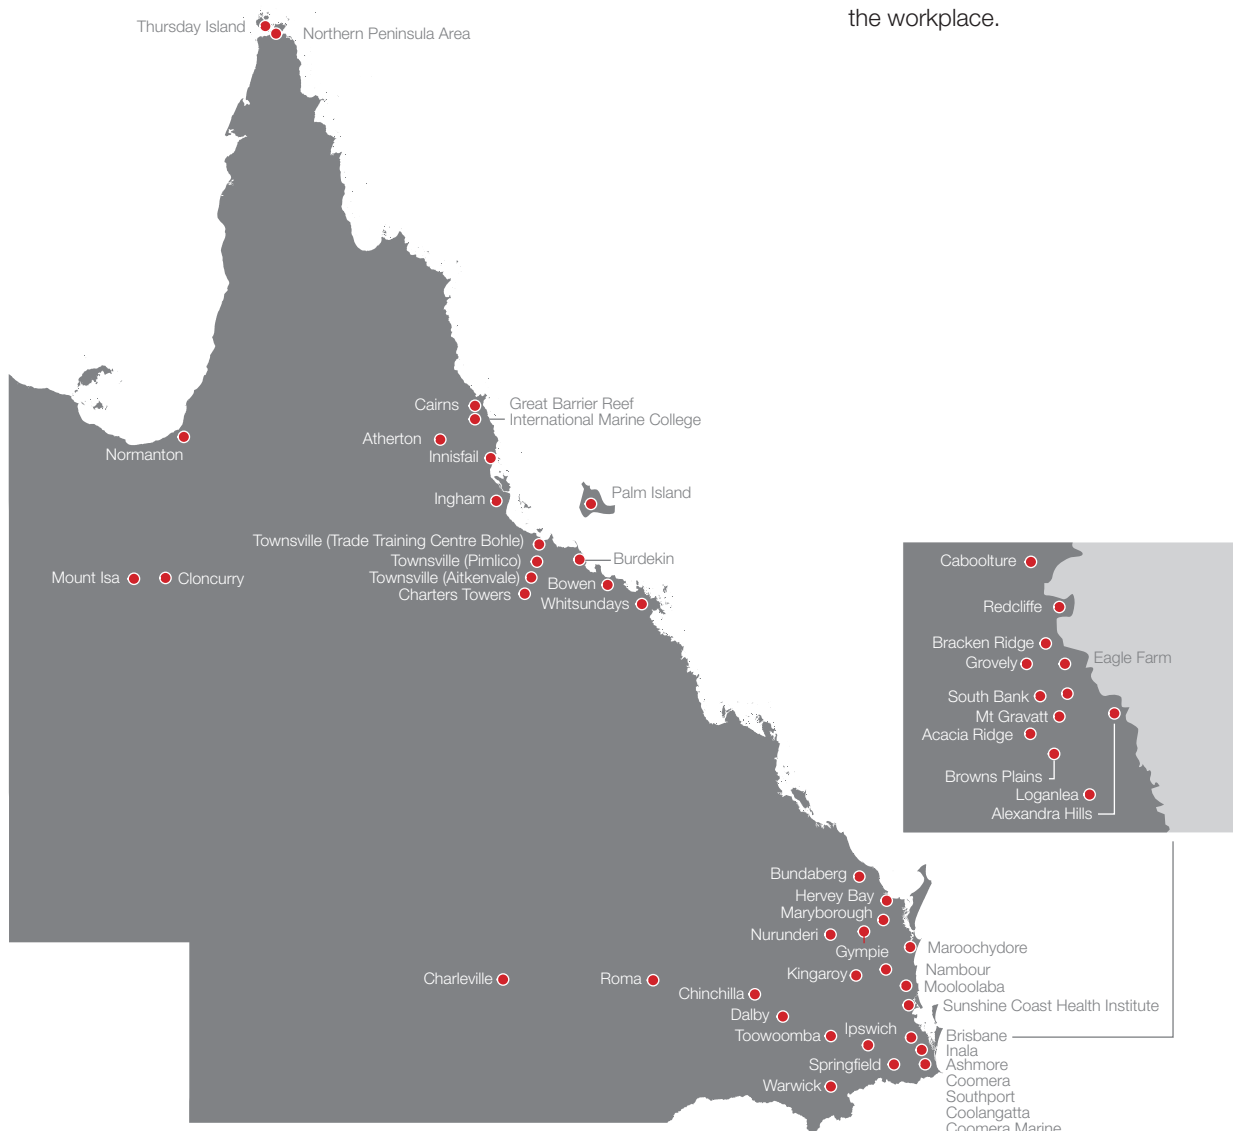 the workplace.
Thursday Island
Northern Peninsula Area
Cairns
Great Barrier Reef
International Marine College
Atherton
Normanton
Innisfail
Ingham
Palm Island
Townsville (Trade Training Centre Bohle)
Townsville (Pimlico)
Burdekin
Townsville (Aitkenvale)
Mount Isa
Cloncurry
Bowen
Charters Towers
Whitsundays
Caboolture
Redcliffe
Bracken Ridge
Grovely
Eagle Farm
South Bank
Mt Gravatt
Acacia Ridge
Browns Plains
Loganlea
Alexandra Hills
Bundaberg
Hervey Bay
Maryborough
Nurunderi
Gympie
Maroochydore
Kingaroy
Nambour
Mooloolaba
Charleville
Roma
Chinchilla
Sunshine Coast Health Institute
Dalby
Toowoomba
Ipswich
Brisbane
Inala
Springfield
Ashmore
Warwick
Coomera
Southport
Coolangatta
Coomera Marine